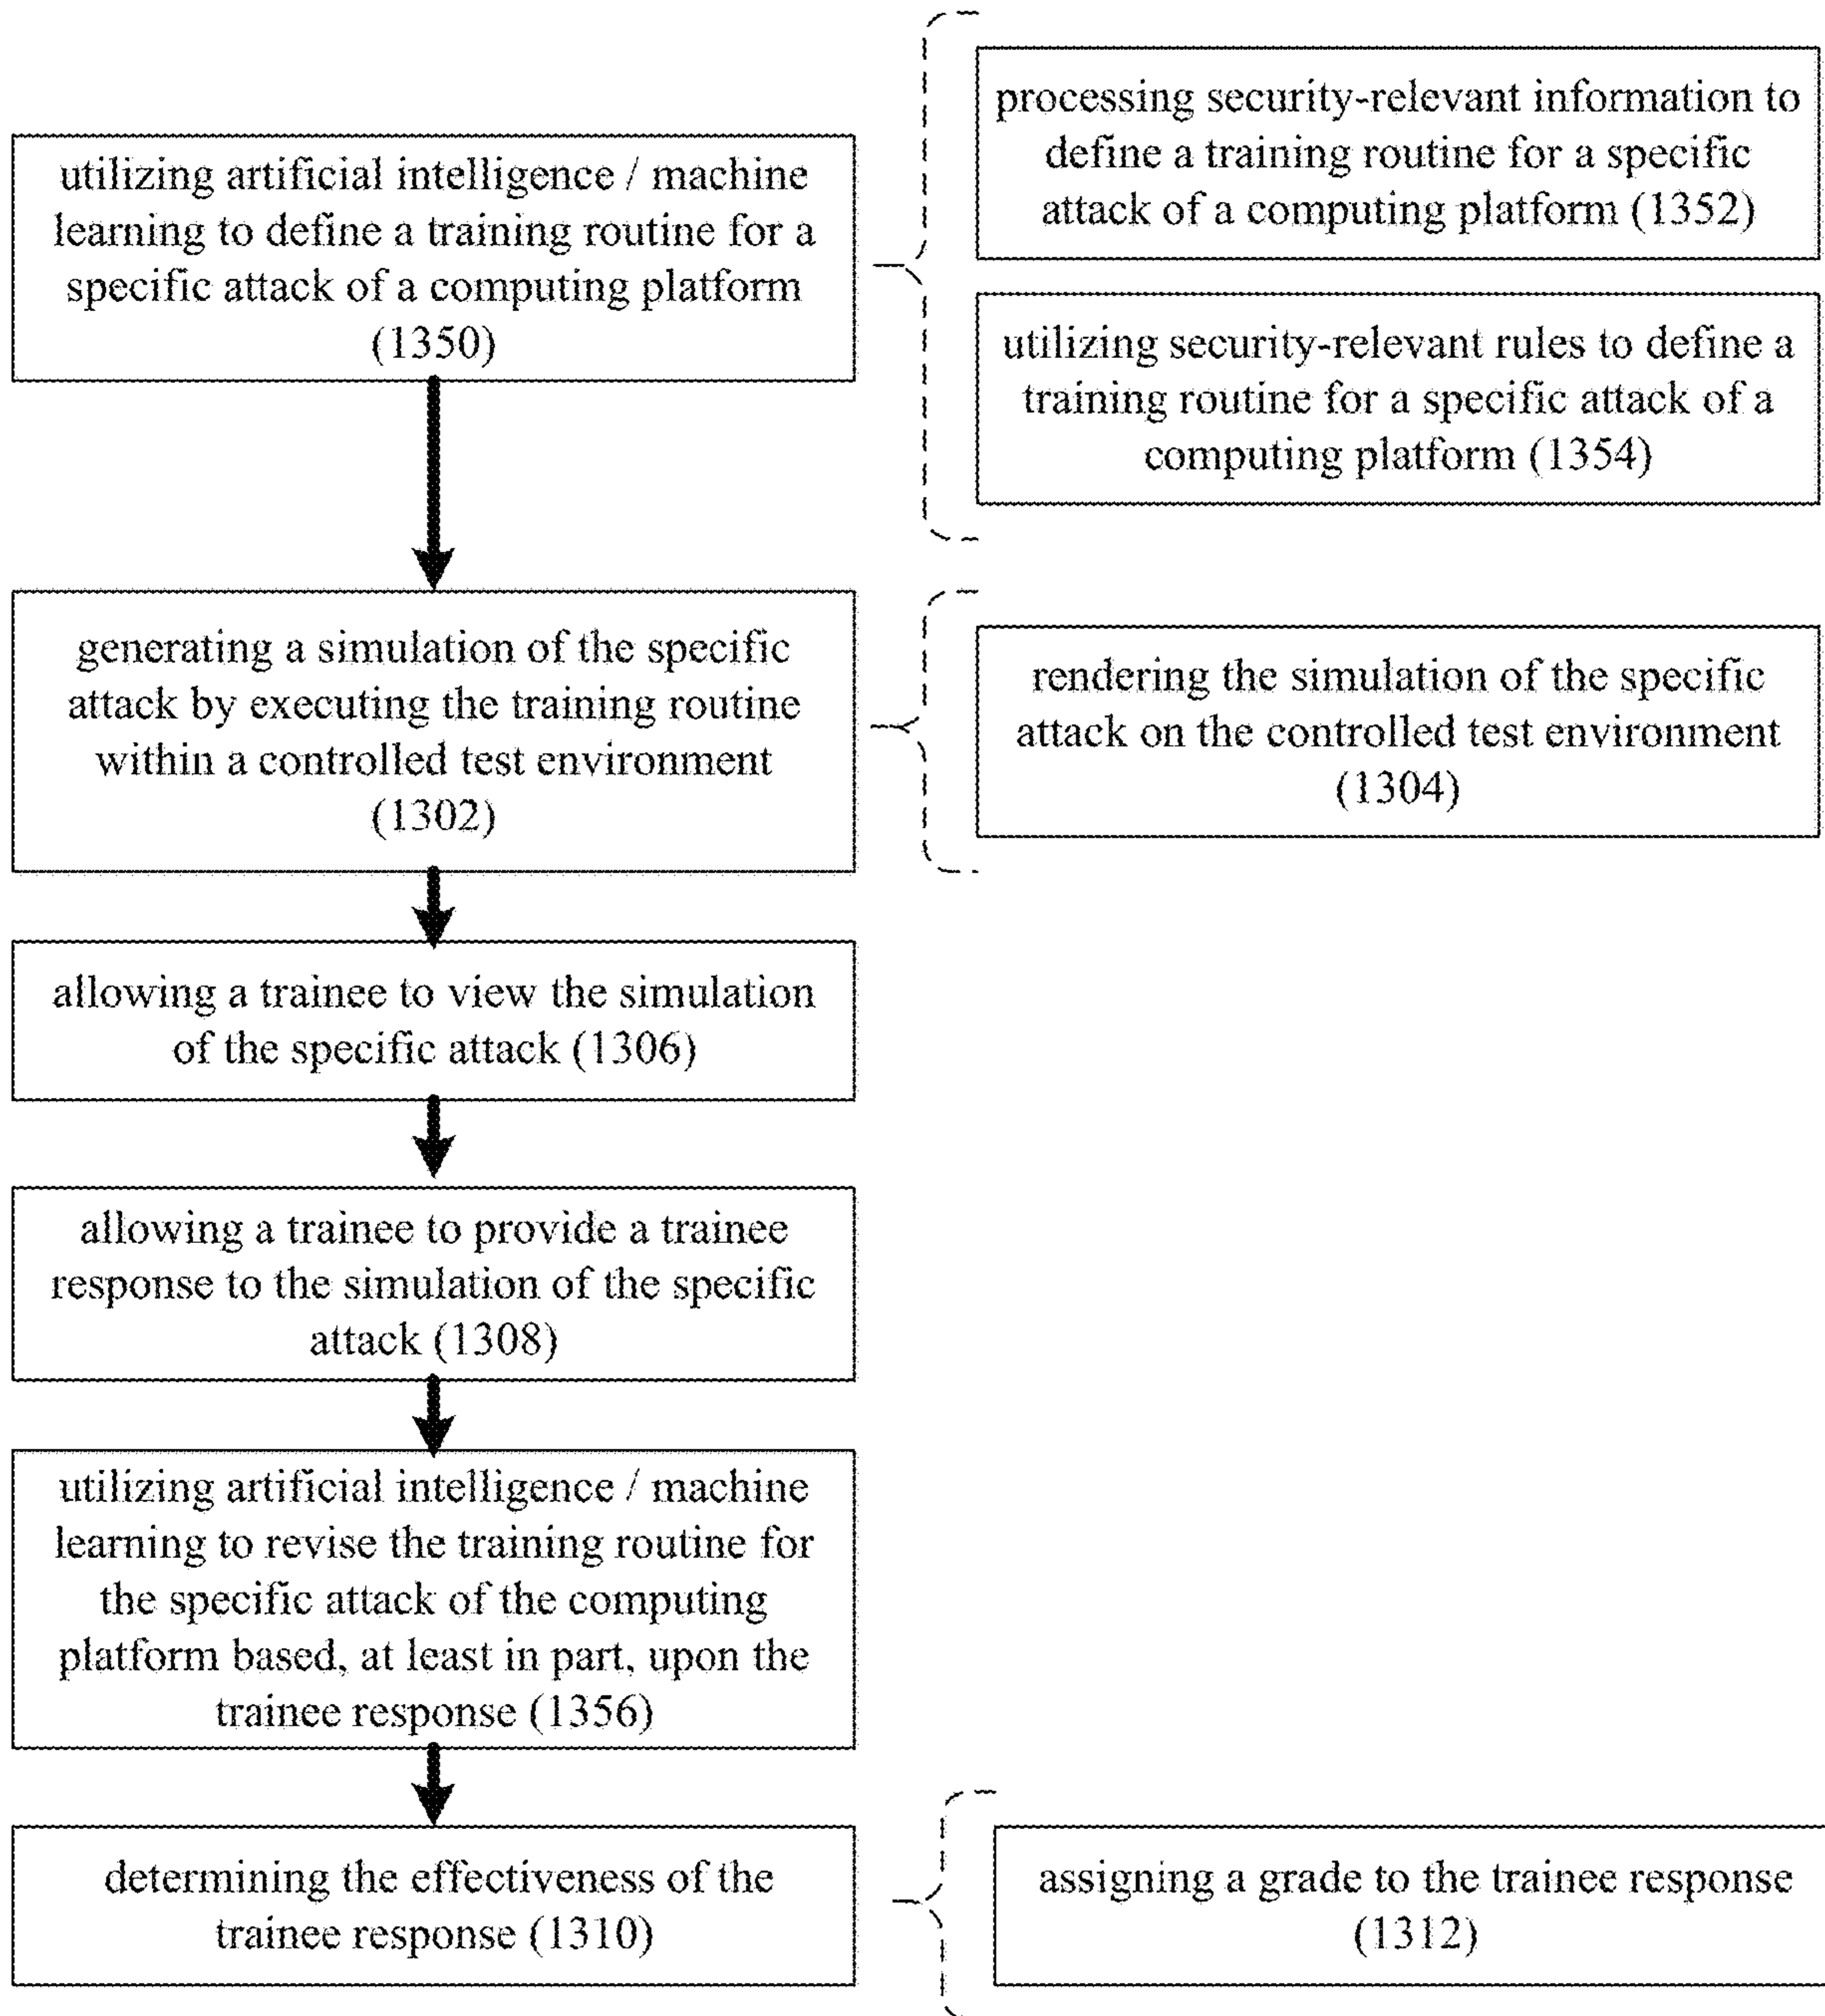 utilizing artificial intelligence / machine
learning to define a training routine for a
specific attack of a computing platform
(1350)
processing security-relevant information to
define a training routine for a specific
attack of a computing platform (1352)
utilizing security-relevant rules to define a
training routine for a specific attack of a
computing platform (1354)
generating a simulation of the specific
attack by executing the training routine
within a controlled test environment
(1302)
rendering the simulation of the specific
attack on the controlled test environment
(1304)
allowing a trainee to view the simulation
of the specific attack (1306)
allowing a trainee to provide a trainee
response to the simulation of the specific
attack (1308)
utilizing artificial intelligence / machine
learning to revise the training routine for
the specific attack of the computing
platform based, at least in part, upon the
trainee response (1356)
determining the effectiveness of the
trainee response (1310)
assigning a grade to the trainee response
(1312)